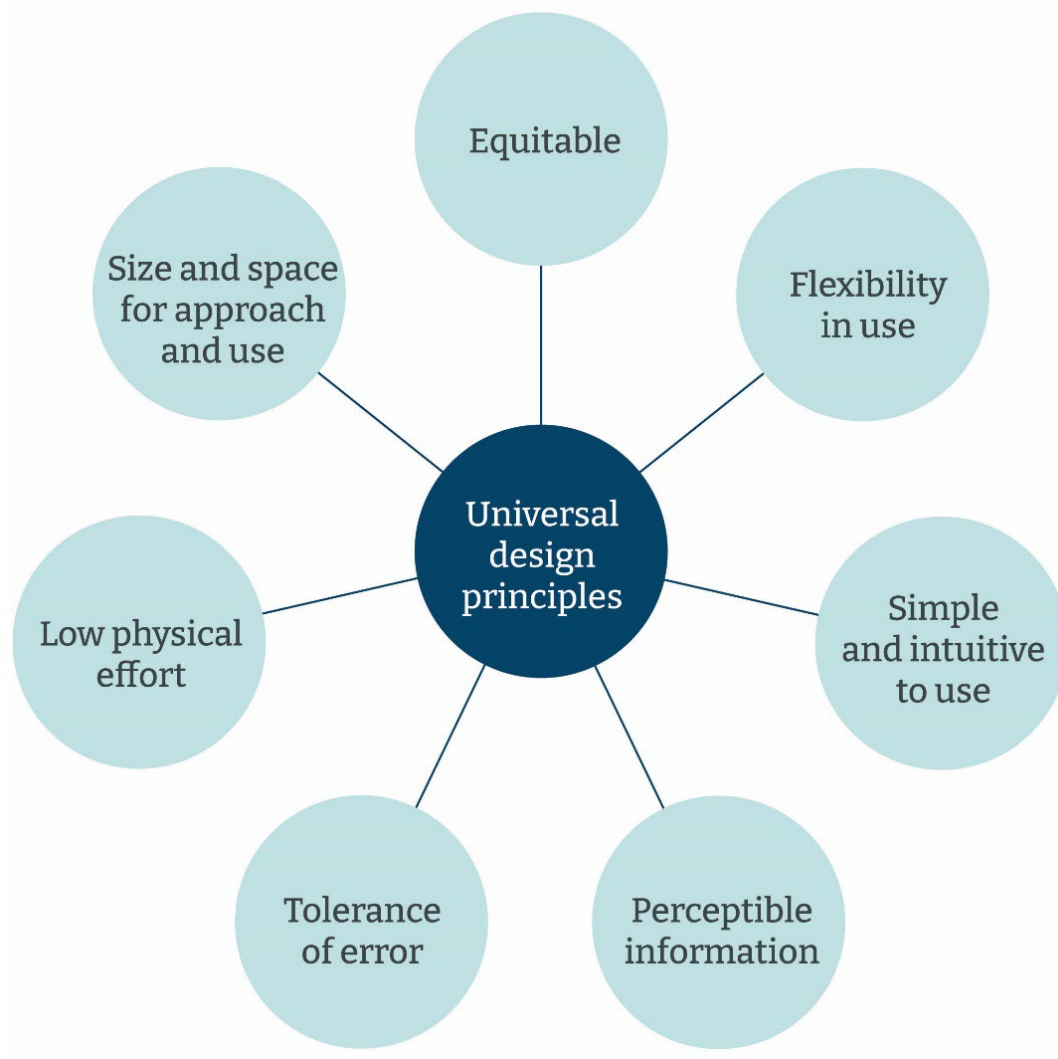 Equitable
Flexibility
in use
Simple
and intuitive
to use
Perceptible
information
Tolerance
of error
Low physical
effort
Size and space
for approach
and use
Universal
design
principles